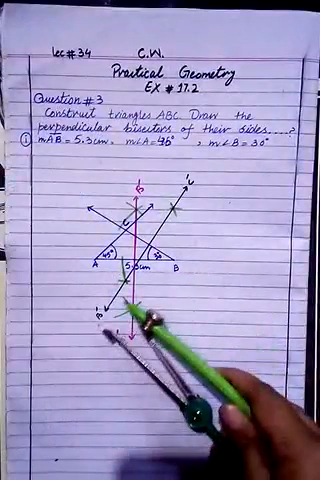 Lec # 34 C.W.
Practical Geometry
EX # 17.2
Question # 3
Construct triangles ABC. Draw the
perpendicular bisectors of their sides....?
① mAB = 5.3cm, m∠A = 45° , m∠B = 30°
C
45° 30°
A 5.3cm B